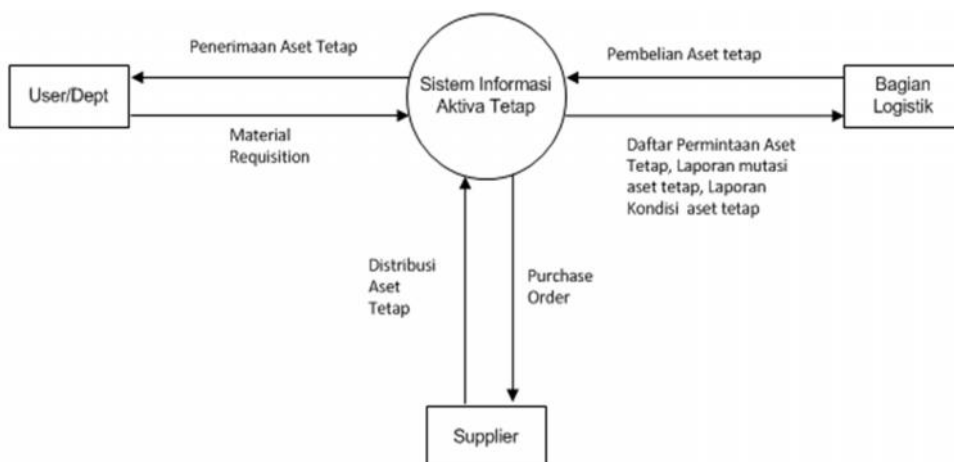 Penerimaan Aset Tetap
User/Dept
Material
Requisition
Sistem Informasi
Aktiva Tetap
Pembelian Aset tetap
Bagian
Logistik
Daftar Permintaan Aset
Tetap, Laporan mutasi
aset tetap, Laporan
Kondisi aset tetap
Distribusi
Aset
Tetap
Purchase
Order
Supplier